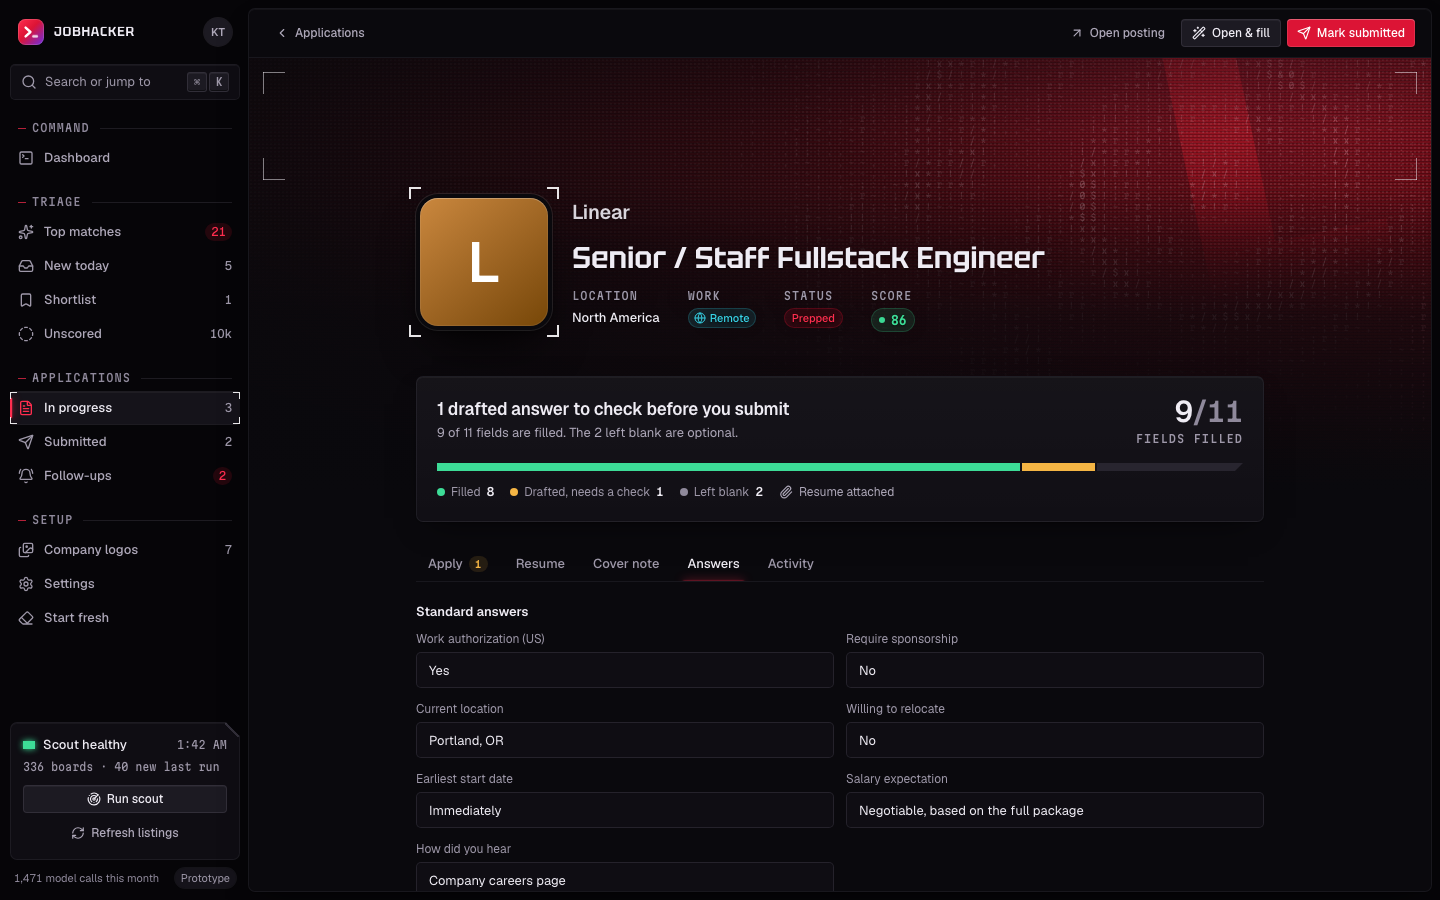 JOBHACKER
KT
Search or jump to
⌘ K
COMMAND
Dashboard
TRIAGE
Top matches 21
New today 5
Shortlist 1
Unscored 10k
APPLICATIONS
In progress 3
Submitted 2
Follow-ups 2
SETUP
Company logos 7
Settings
Start fresh
Scout healthy 1:42 AM
336 boards · 40 new last run
Run scout
Refresh listings
1,471 model calls this month Prototype
Applications
Open posting
Open & fill
Mark submitted
L
Linear
Senior / Staff Fullstack Engineer
LOCATION WORK STATUS SCORE
North America Remote Prepped 86
1 drafted answer to check before you submit
9 of 11 fields are filled. The 2 left blank are optional.
9/11
FIELDS FILLED
Filled 8 Drafted, needs a check 1 Left blank 2 Resume attached
Apply 1 Resume Cover note Answers Activity
Standard answers
Work authorization (US) Require sponsorship
Yes No
Current location Willing to relocate
Portland, OR No
Earliest start date Salary expectation
Immediately Negotiable, based on the full package
How did you hear
Company careers page